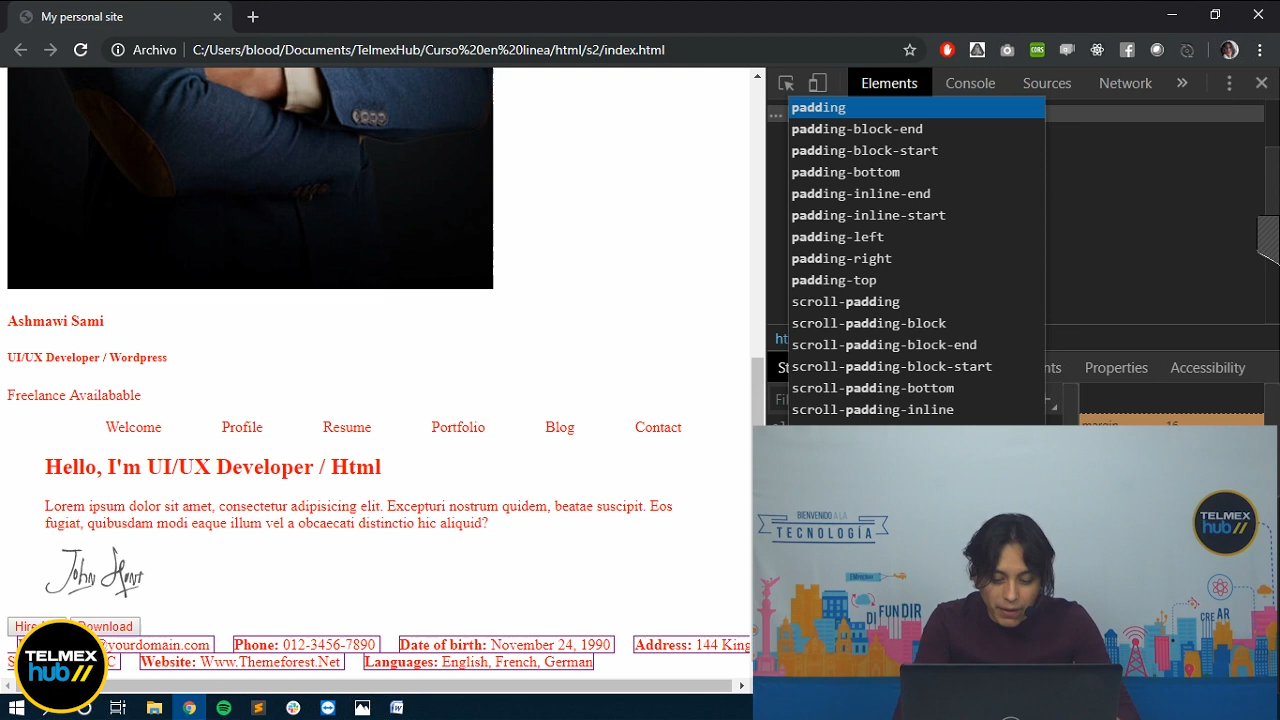 My personal site
Archivo
C:/Users/blood/Documents/TelmexHub/Curso%20en%20linea/html/s2/index.html
CORS
Elements
Console
Sources
Network
padding
padding-block-end
padding-block-start
padding-bottom
padding-inline-end
padding-inline-start
padding-left
padding-right
padding-top
scroll-padding
scroll-padding-block
scroll-padding-block-end
scroll-padding-block-start
scroll-padding-bottom
scroll-padding-inline
Properties
Accessibility
margin
16
Ashmawi Sami
UI/UX Developer / Wordpress
Freelance Availabable
Welcome
Profile
Resume
Portfolio
Blog
Contact
Hello, I'm UI/UX Developer / Html
Lorem ipsum dolor sit amet, consectetur adipisicing elit. Excepturi nostrum quidem, beatae suscipit. Eos
fugiat, quibusdam modi eaque illum vel a obcaecati distinctio hic aliquid?
John
Hire
Download
@yourdomain.com
Phone: 012-3456-7890
Date of birth: November 24, 1990
Address: 144 King
Website: Www.Themeforest.Net
Languages: English, French, German
TELMEX
hub//
BIENVENIDO A LA
TECNOLOGÍA
DI FUNDIR
CRE AR
TELMEX
hub//